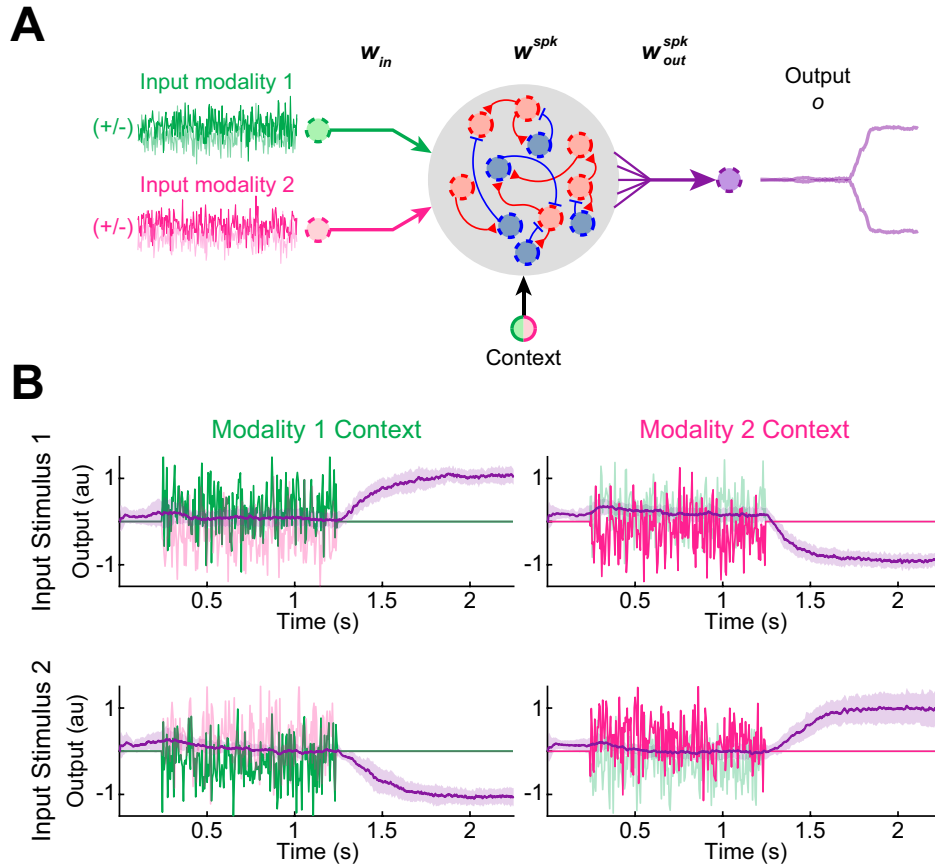 A
w_in w^spk w_out^spk
Input modality 1
(+/-)
Input modality 2
(+/-)
Output
o
Context
B
Modality 1 Context
Modality 2 Context
Input Stimulus 1
Output (au)
1
-1
0.5 1 1.5 2
Time (s)
1
-1
0.5 1 1.5 2
Time (s)
Input Stimulus 2
Output (au)
1
-1
0.5 1 1.5 2
Time (s)
1
-1
0.5 1 1.5 2
Time (s)